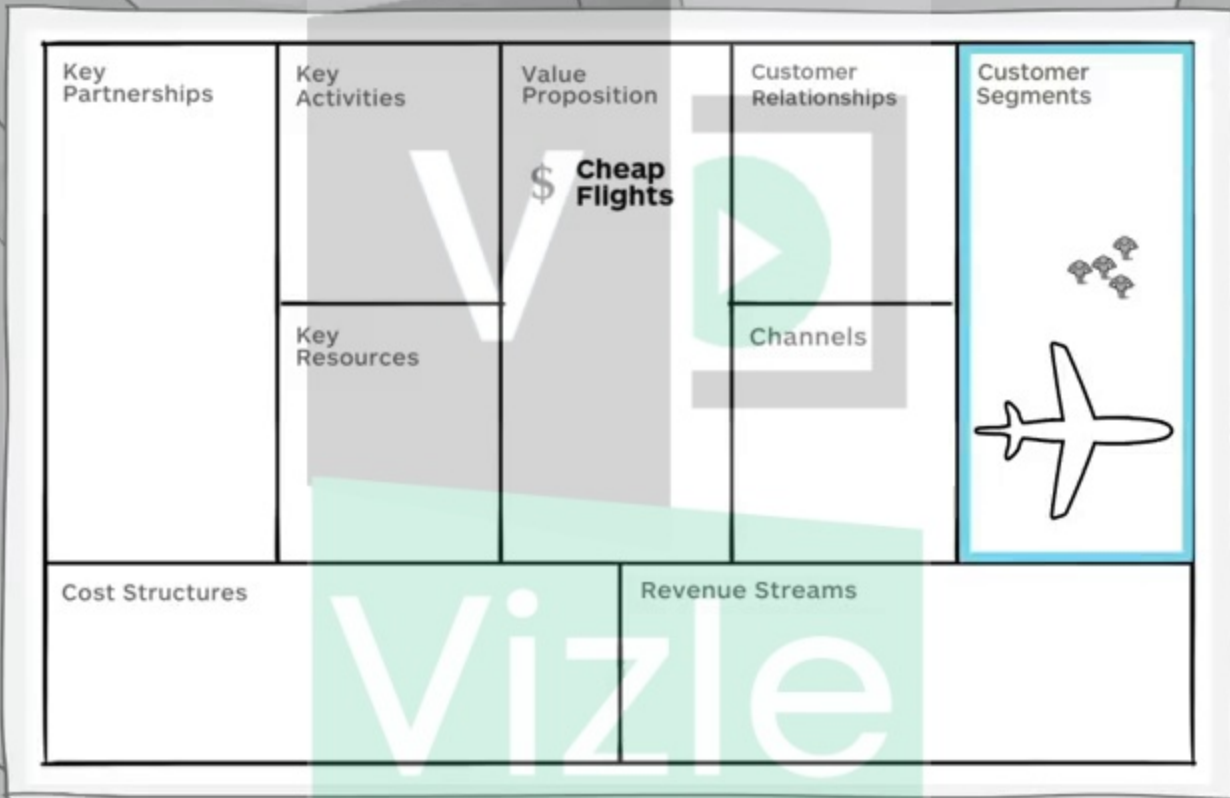 Key
Partnerships
Key
Activities
Value
Proposition
$ Cheap
Flights
Customer
Relationships
Customer
Segments
Key
Resources
Channels
Cost Structures
Revenue Streams
V
Vizle